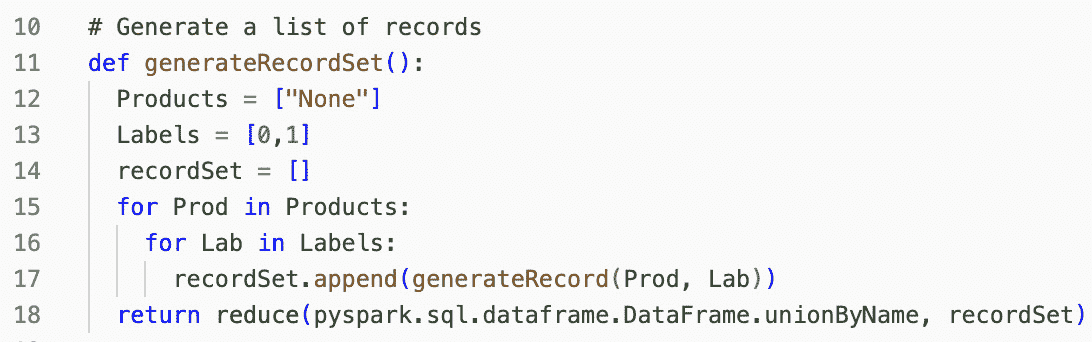 10 # Generate a list of records
11 def generateRecordSet():
12 Products = ["None"]
13 Labels = [0,1]
14 recordSet = []
15 for Prod in Products:
16 for Lab in Labels:
17 recordSet.append(generateRecord(Prod, Lab))
18 return reduce(pyspark.sql.dataframe.DataFrame.unionByName, recordSet)